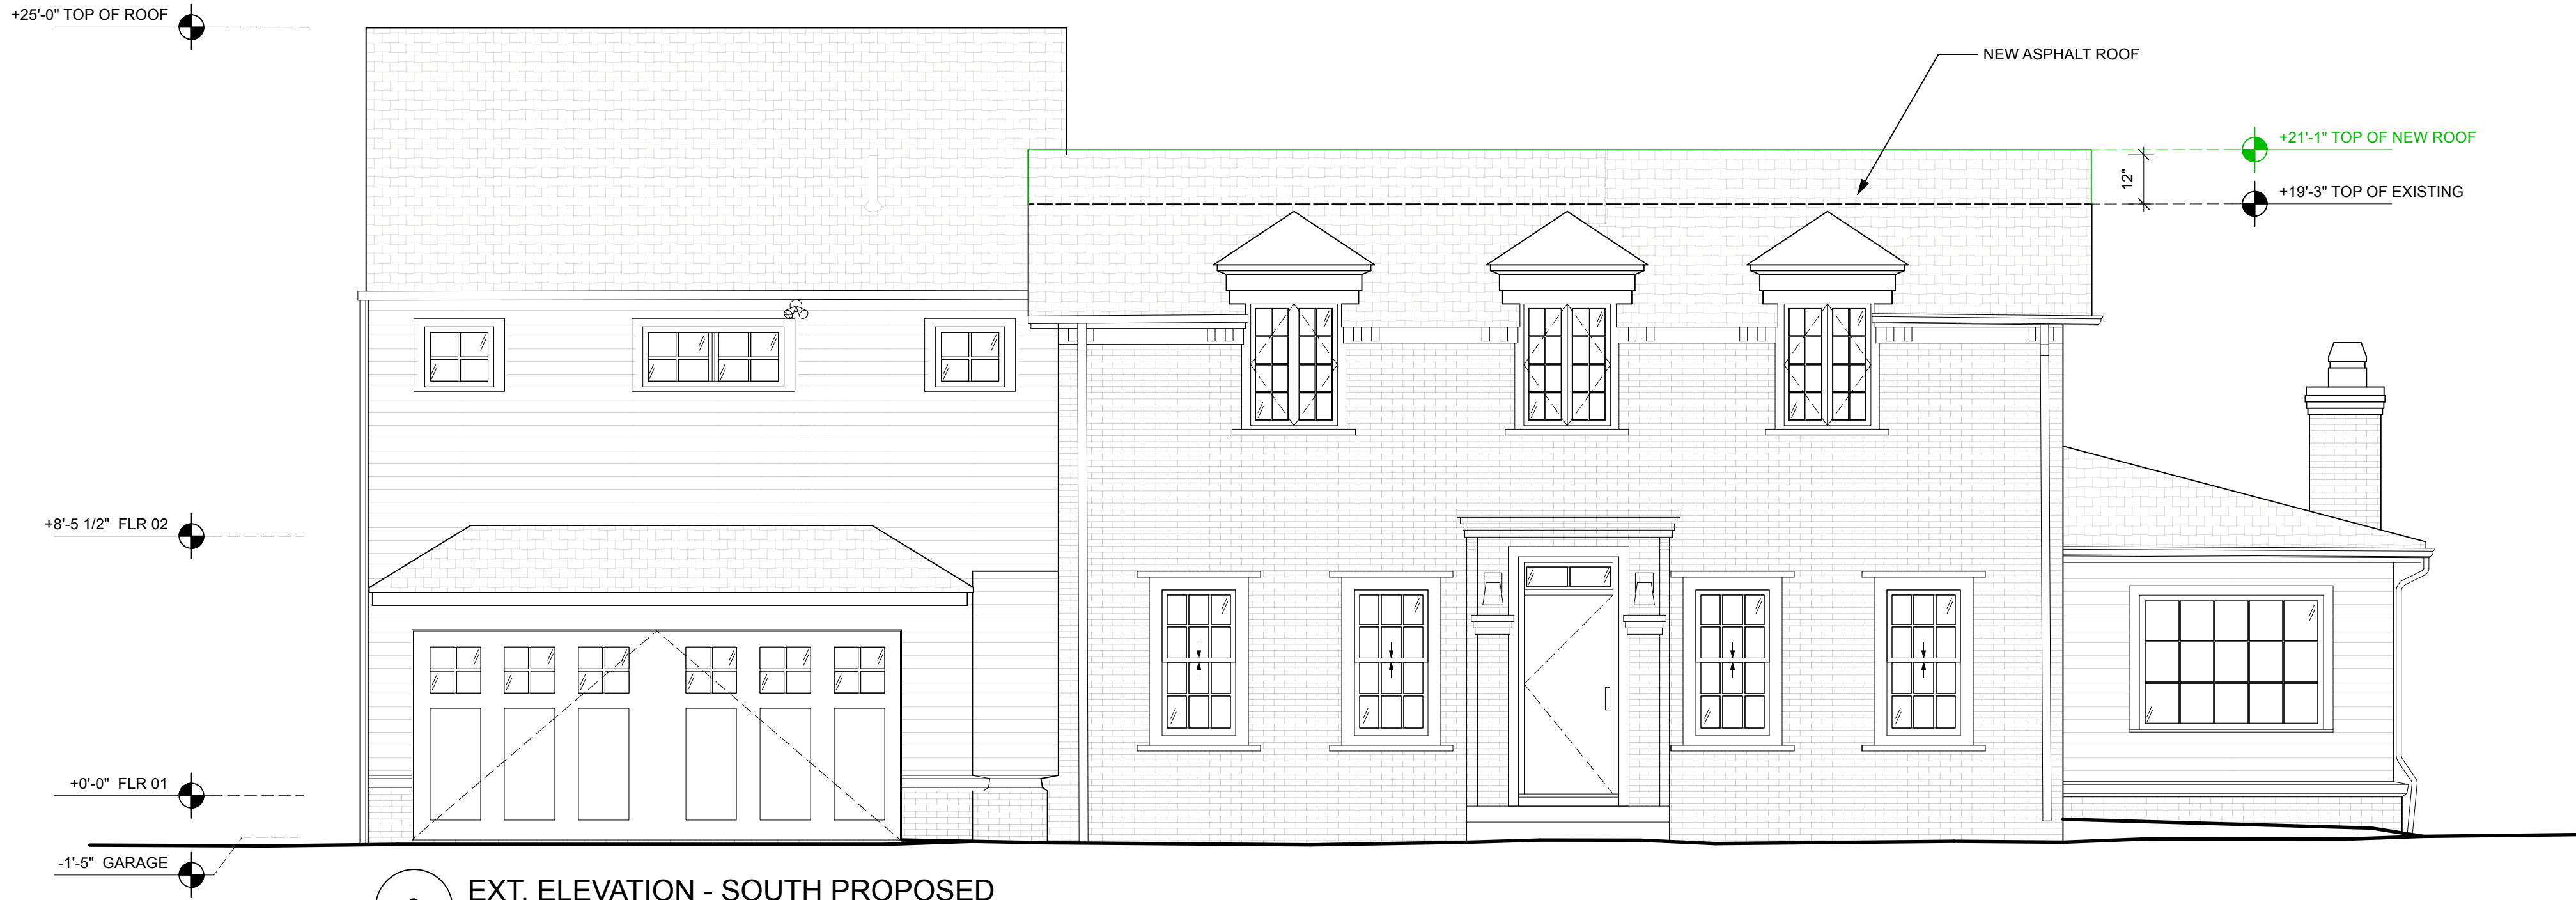 +25'-0" TOP OF ROOF
NEW ASPHALT ROOF
+21'-1" TOP OF NEW ROOF
12"
+19'-3" TOP OF EXISTING
+8'-5 1/2" FLR 02
+0'-0" FLR 01
-1'-5" GARAGE
EXT. ELEVATION - SOUTH PROPOSED